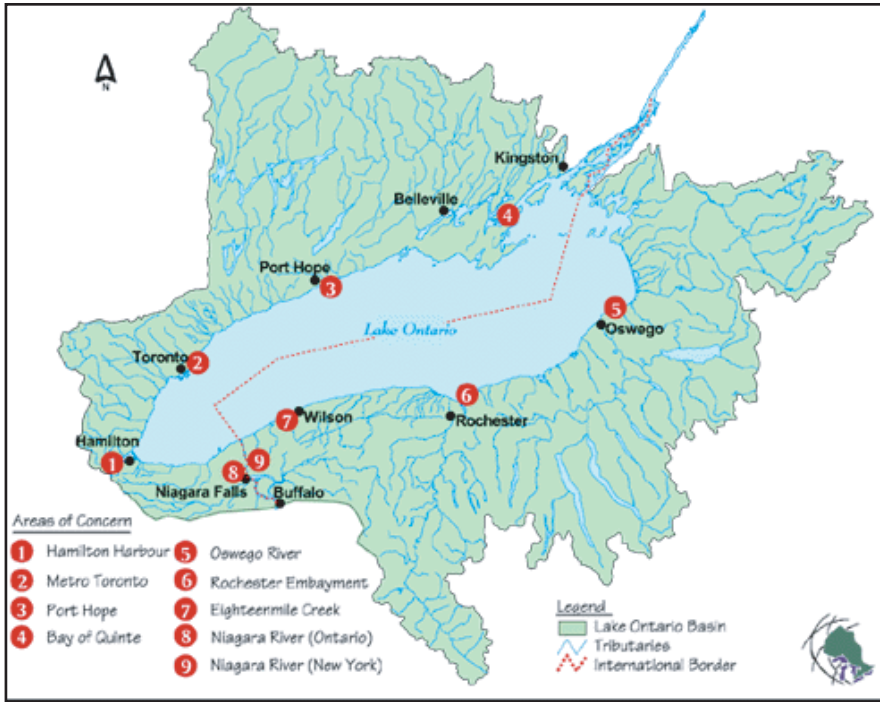 N
Kingston
Belleville
4
Port Hope
3
5
Lake Ontario
Oswego
Toronto
2
6
7
Wilson
Rochester
Hamilton
1
9
8
Niagara Falls
Buffalo
Areas of Concern
1 Hamilton Harbour
2 Metro Toronto
3 Port Hope
4 Bay of Quinte
5 Oswego River
6 Rochester Embayment
7 Eighteenmile Creek
8 Niagara River (Ontario)
9 Niagara River (New York)
Legend
Lake Ontario Basin
Tributaries
International Border